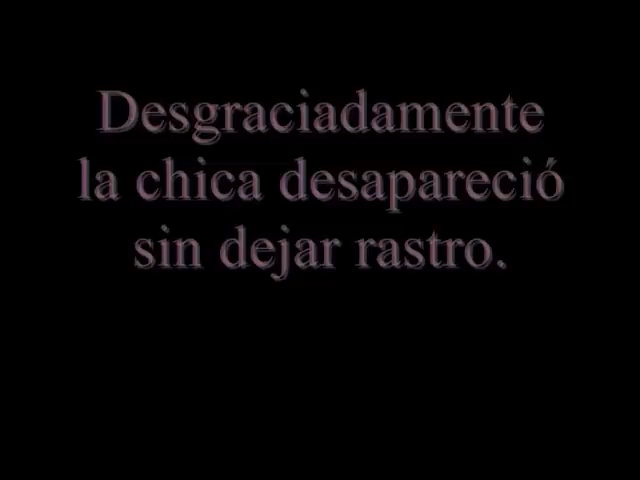 Desgraciadamente
la chica desapareció
sin dejar rastro.